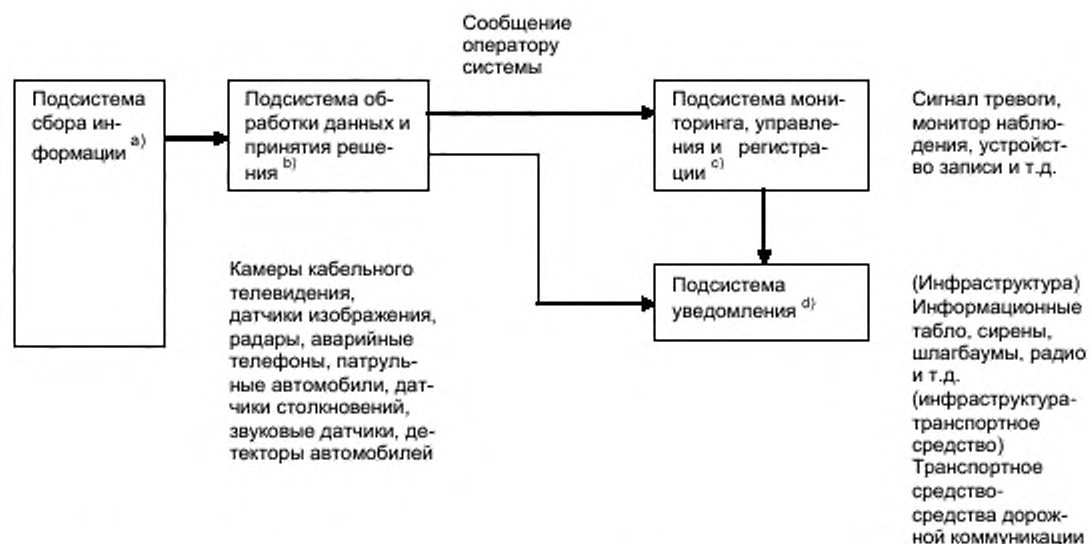 Сообщение
оператору
системы
Подсистема
сбора ин-
формации a)
Подсистема об-
работки данных и
принятия реше-
ния b)
Подсистема мони-
торинга, управле-
ния и регистра-
ции c)
Сигнал тревоги,
монитор наблю-
дения, устройст-
во записи и т.д.
Камеры кабельного
телевидения,
датчики изображения,
радары, аварийные
телефоны, патруль-
ные автомобили, дат-
чики столкновений,
звуковые датчики, де-
текторы автомобилей
Подсистема
уведомления d)
(Инфраструктура)
Информационные
табло, сирены,
шлагбаумы, радио
и т.д.
(инфраструктура-
транспортное
средство)
Транспортное
средство-
средства дорож-
ной коммуникации